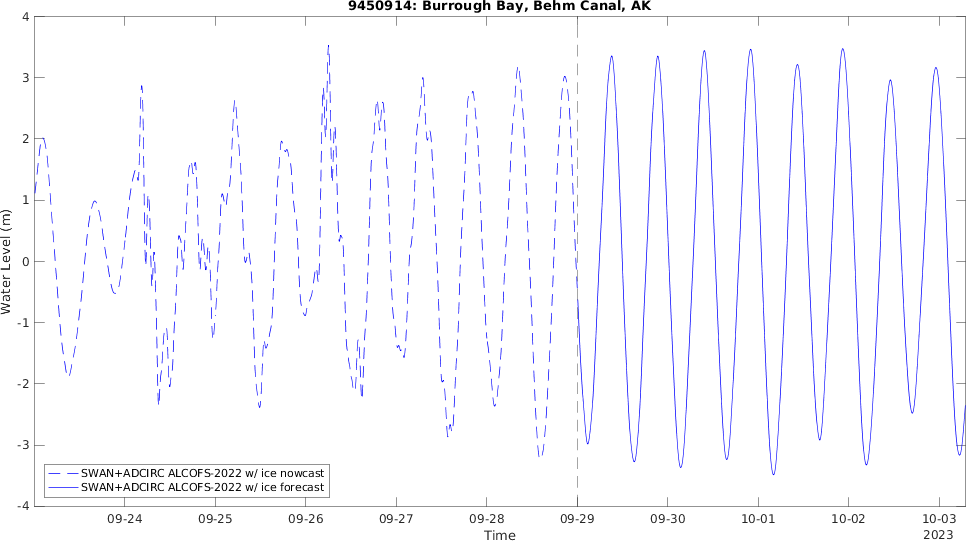 9450914: Burrough Bay, Behm Canal, AK
4
3
2
1
0
-1
-2
-3
-4
Water Level (m)
SWAN+ADCIRC ALCOFS-2022 w/ ice nowcast
SWAN+ADCIRC ALCOFS-2022 w/ ice forecast
09-24 09-25 09-26 09-27 09-28 09-29 09-30 10-01 10-02 10-03
Time 2023